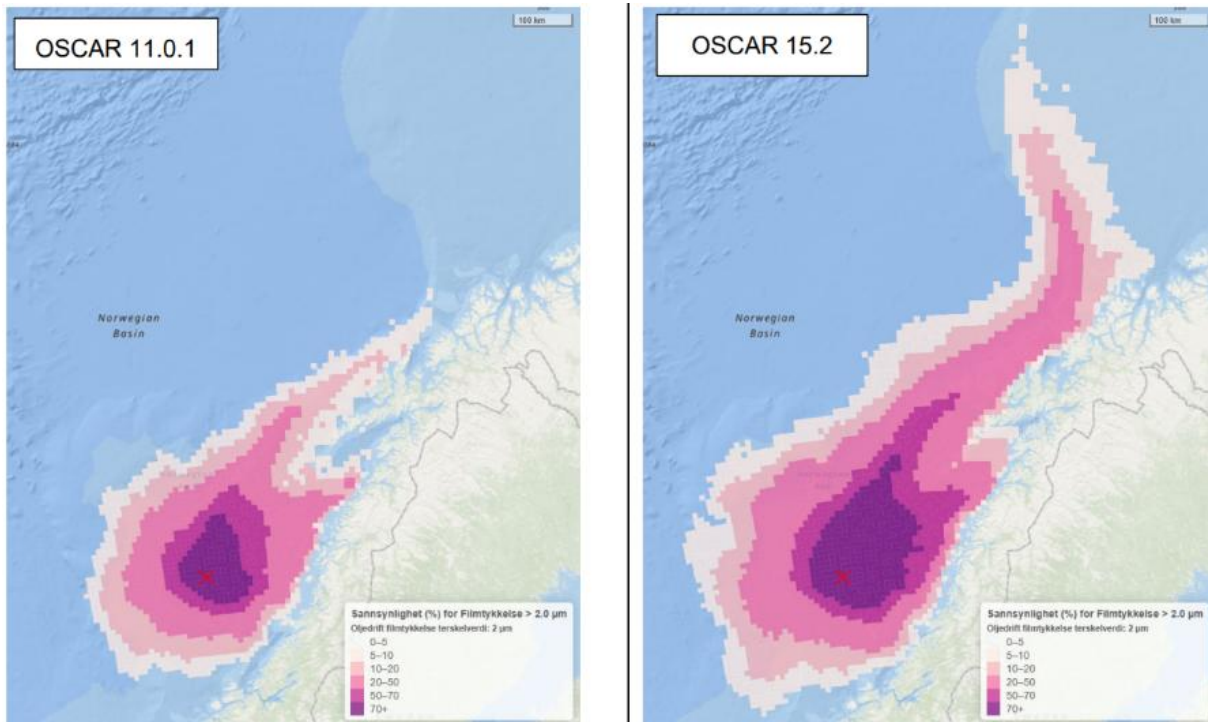 OSCAR 11.0.1
100 km
Norwegian
Basin
Sannsynlighet (%) for Filmtykkelse > 2.0 µm
Oljedrift filmtykkelse terskelverdi: 2 µm
0–5
5–10
10–20
20–50
50–70
70+
OSCAR 15.2
100 km
Norwegian
Basin
Sannsynlighet (%) for Filmtykkelse > 2.0 µm
Oljedrift filmtykkelse terskelverdi: 2 µm
0–5
5–10
10–20
20–50
50–70
70+